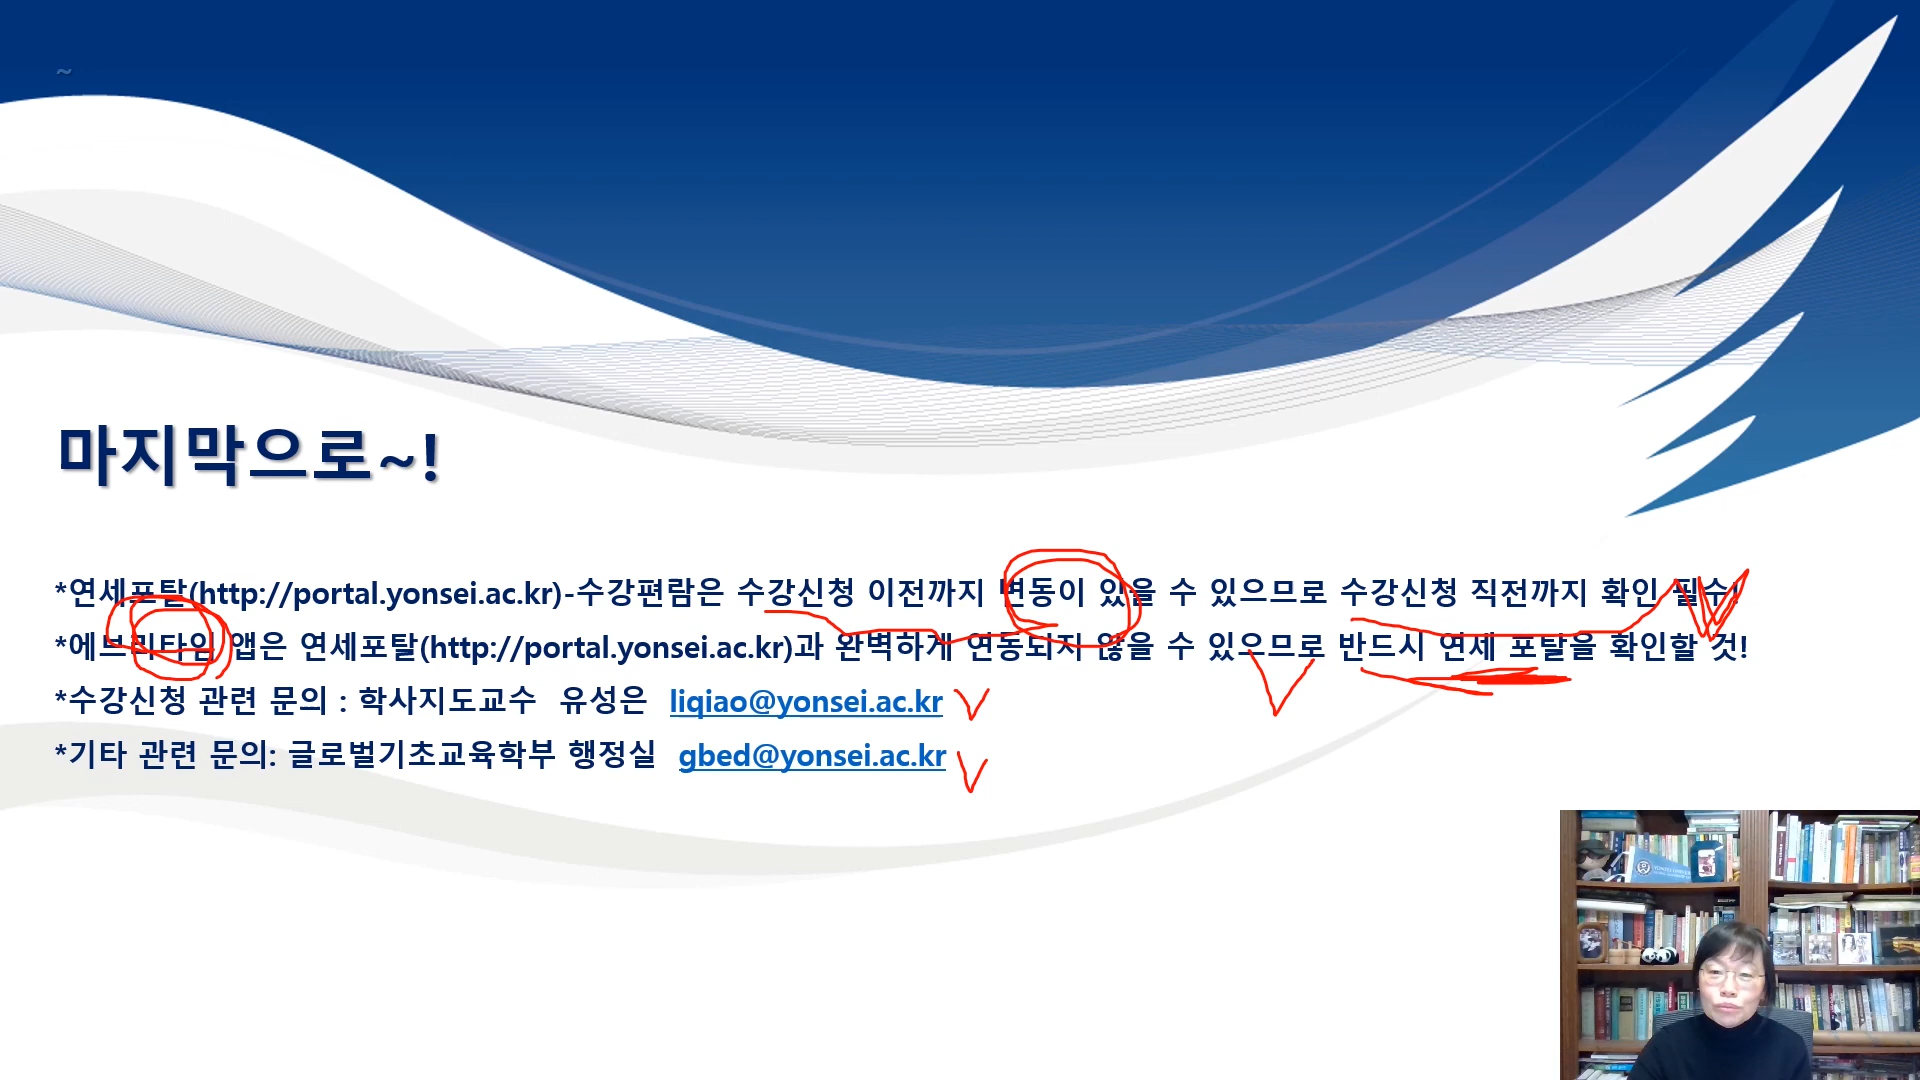 ~
마지막으로~!
*연세포탈(http://portal.yonsei.ac.kr)-수강편람은 수강신청 이전까지 변동이 있을 수 있으므로 수강신청 직전까지 확인 필수!
*에브리타임 앱은 연세포탈(http://portal.yonsei.ac.kr)과 완벽하게 연동되지 않을 수 있으므로 반드시 연세 포탈을 확인할 것!
*수강신청 관련 문의 : 학사지도교수 유성은 liqiao@yonsei.ac.kr
*기타 관련 문의: 글로벌기초교육학부 행정실 gbed@yonsei.ac.kr